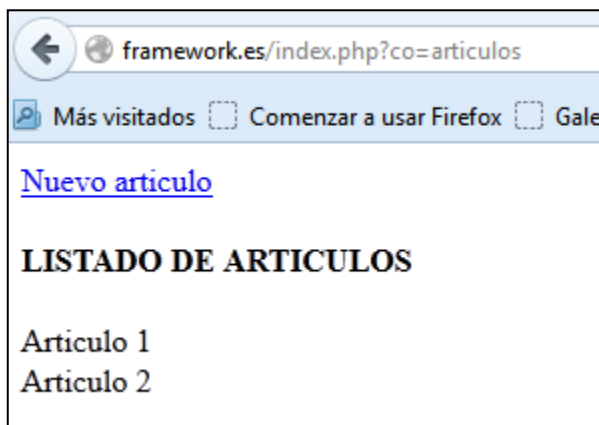 framework.es/index.php?co=articulos
Más visitados Comenzar a usar Firefox Gale
Nuevo articulo
LISTADO DE ARTICULOS
Articulo 1
Articulo 2